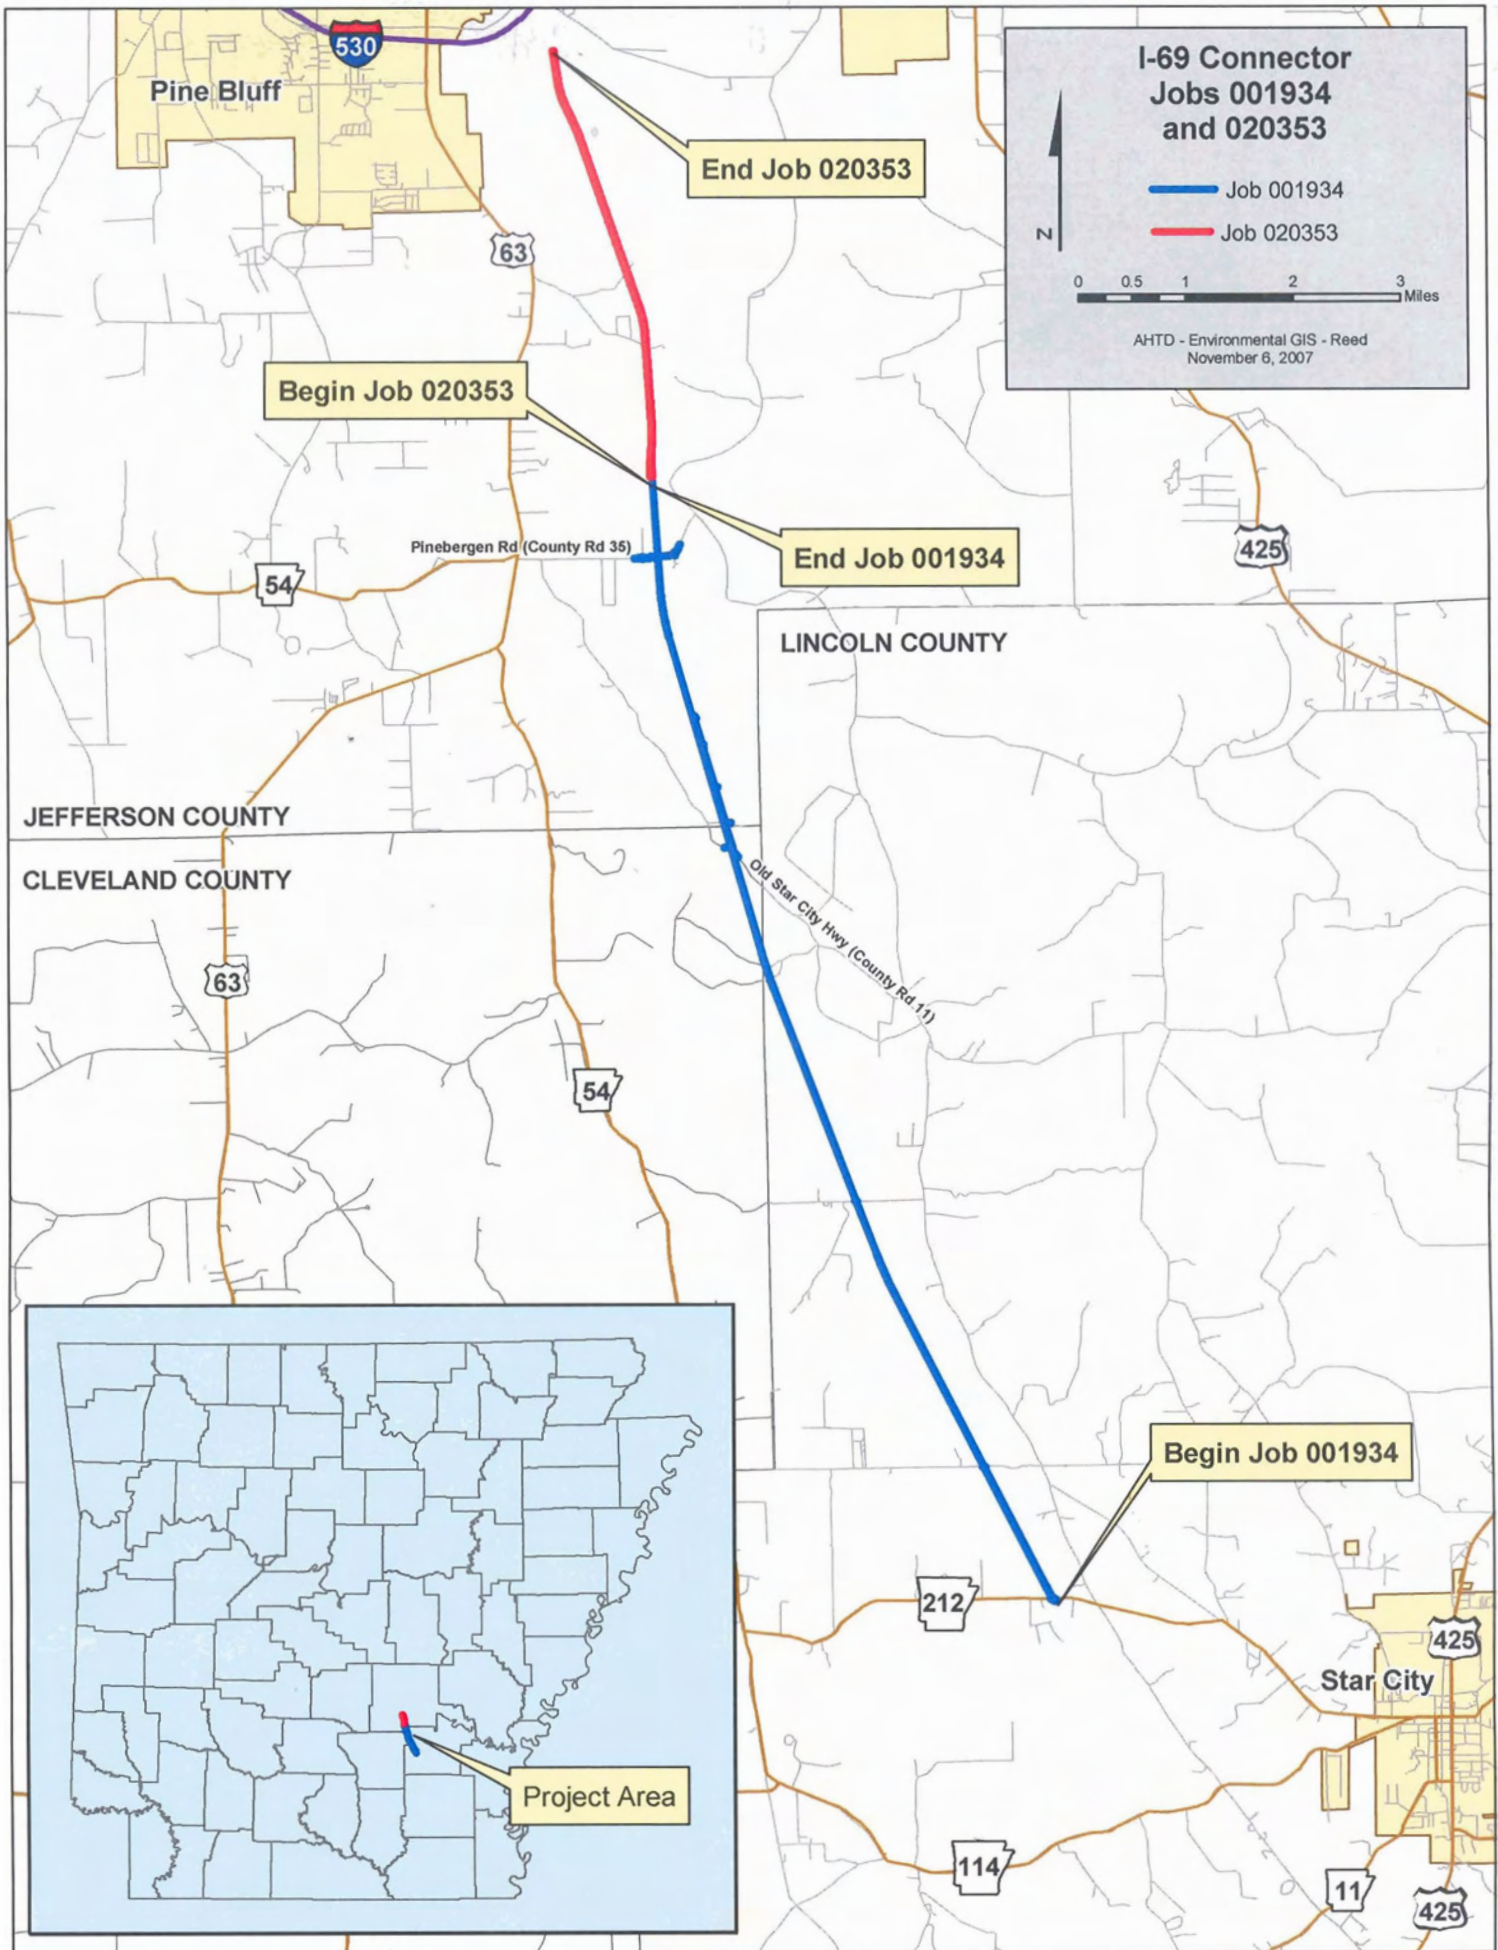 530
Pine Bluff
I-69 Connector
Jobs 001934
and 020353
Job 001934
Job 020353
N
0 0.5 1 2 3
Miles
AHTD - Environmental GIS - Reed
November 6, 2007
End Job 020353
63
Begin Job 020353
End Job 001934
Pinebergen Rd (County Rd 35)
54
425
LINCOLN COUNTY
JEFFERSON COUNTY
CLEVELAND COUNTY
Old Star City Hwy (County Rd 11)
63
54
Begin Job 001934
212
425
Star City
Project Area
114
11
425